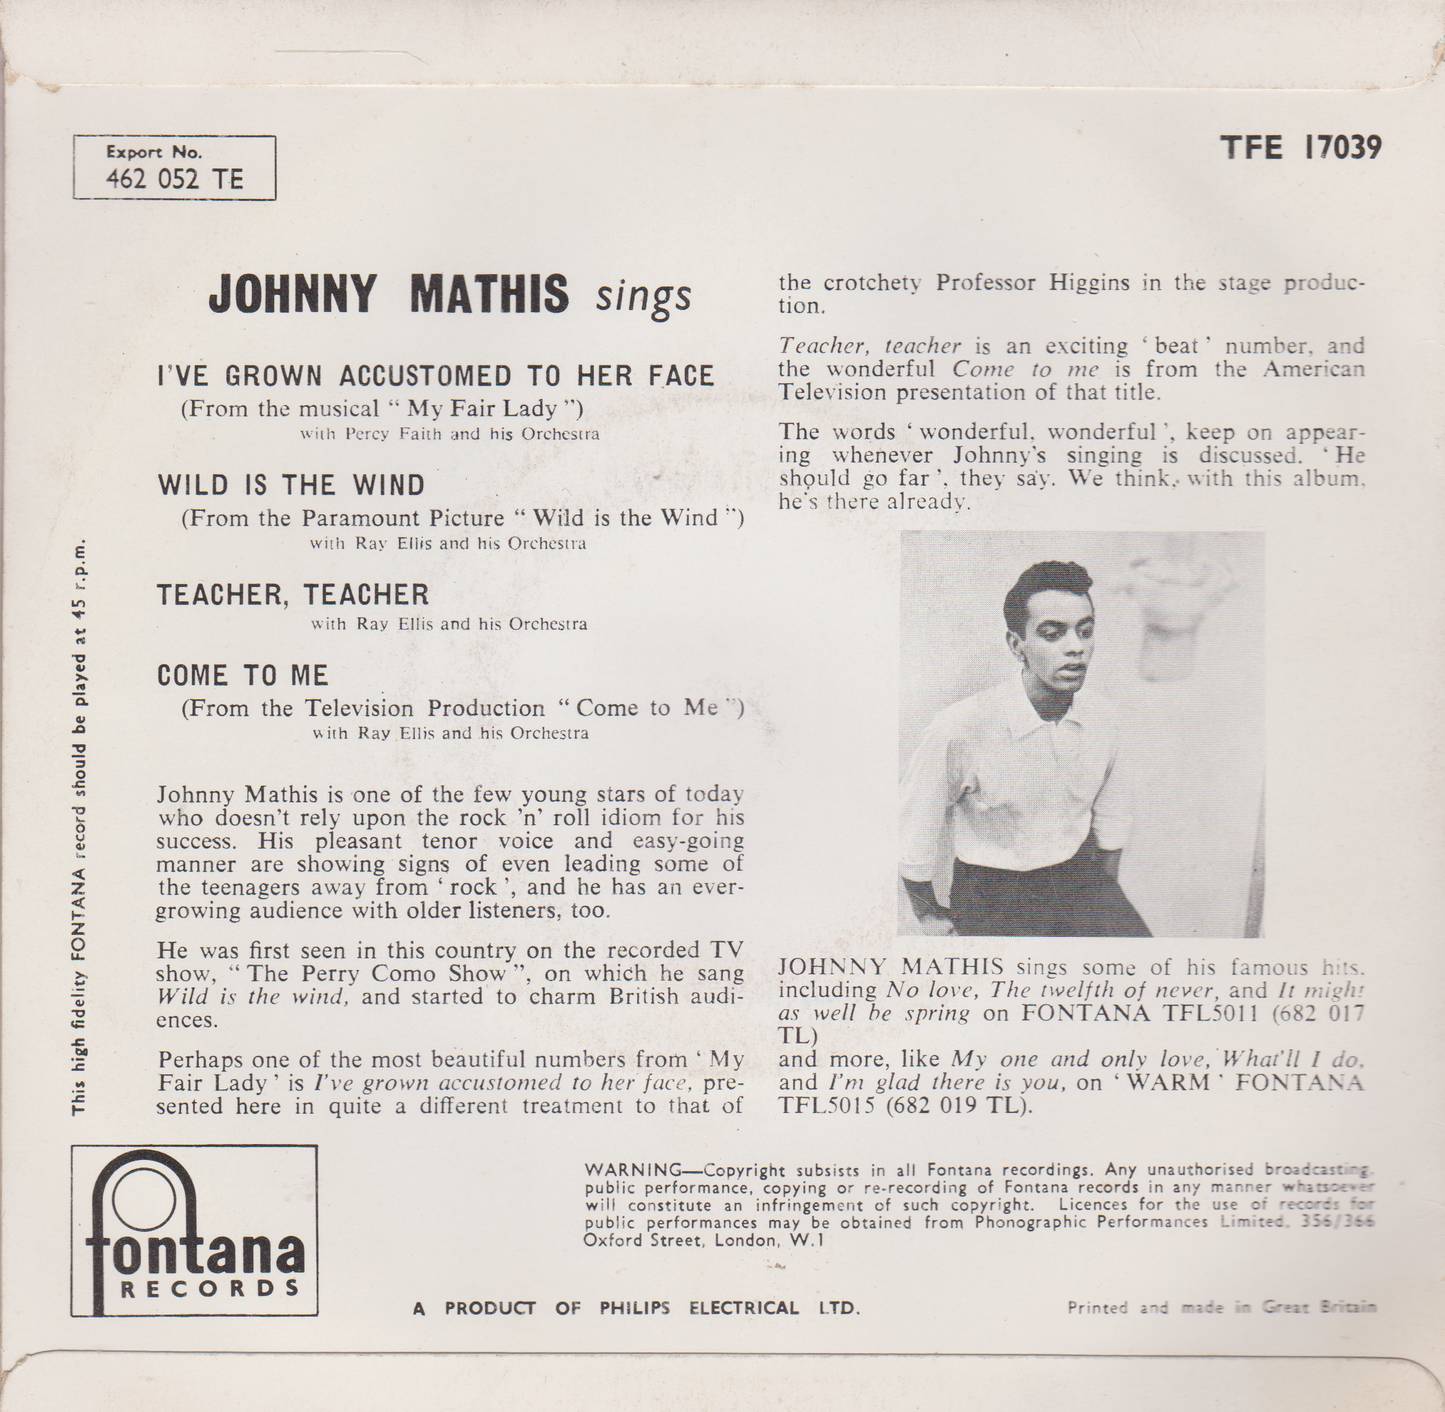 Export No.
462 052 TE
TFE 17039
JOHNNY MATHIS sings
I'VE GROWN ACCUSTOMED TO HER FACE
(From the musical “ My Fair Lady ”)
with Percy Faith and his Orchestra
WILD IS THE WIND
(From the Paramount Picture “ Wild is the Wind ”)
with Ray Ellis and his Orchestra
TEACHER, TEACHER
with Ray Ellis and his Orchestra
COME TO ME
(From the Television Production “ Come to Me ”)
with Ray Ellis and his Orchestra
Johnny Mathis is one of the few young stars of today
who doesn't rely upon the rock 'n' roll idiom for his
success. His pleasant tenor voice and easy-going
manner are showing signs of even leading some of
the teenagers away from ‘ rock ’, and he has an ever-
growing audience with older listeners, too.
He was first seen in this country on the recorded TV
show, “ The Perry Como Show ”, on which he sang
Wild is the wind, and started to charm British audi-
ences.
Perhaps one of the most beautiful numbers from ‘ My
Fair Lady ’ is I've grown accustomed to her face, pre-
sented here in quite a different treatment to that of
the crotchety Professor Higgins in the stage produc-
tion.
Teacher, teacher is an exciting ‘ beat ’ number, and
the wonderful Come to me is from the American
Television presentation of that title.
The words ‘ wonderful, wonderful ’, keep on appear-
ing whenever Johnny's singing is discussed. ‘ He
should go far ’, they say. We think, with this album,
he's there already.
JOHNNY MATHIS sings some of his famous hits.
including No love, The twelfth of never, and It might
as well be spring on FONTANA TFL5011 (682 017
TL)
and more, like My one and only love, What'll I do,
and I'm glad there is you, on ‘ WARM ’ FONTANA
TFL5015 (682 019 TL).
This high fidelity FONTANA record should be played at 45 r.p.m.
fontana
RECORDS
WARNING—Copyright subsists in all Fontana recordings. Any unauthorised broadcasting,
public performance, copying or re-recording of Fontana records in any manner whatsoever
will constitute an infringement of such copyright. Licences for the use of records for
public performances may be obtained from Phonographic Performances Limited, 356/366
Oxford Street, London, W.1
A PRODUCT OF PHILIPS ELECTRICAL LTD.
Printed and made in Great Britain